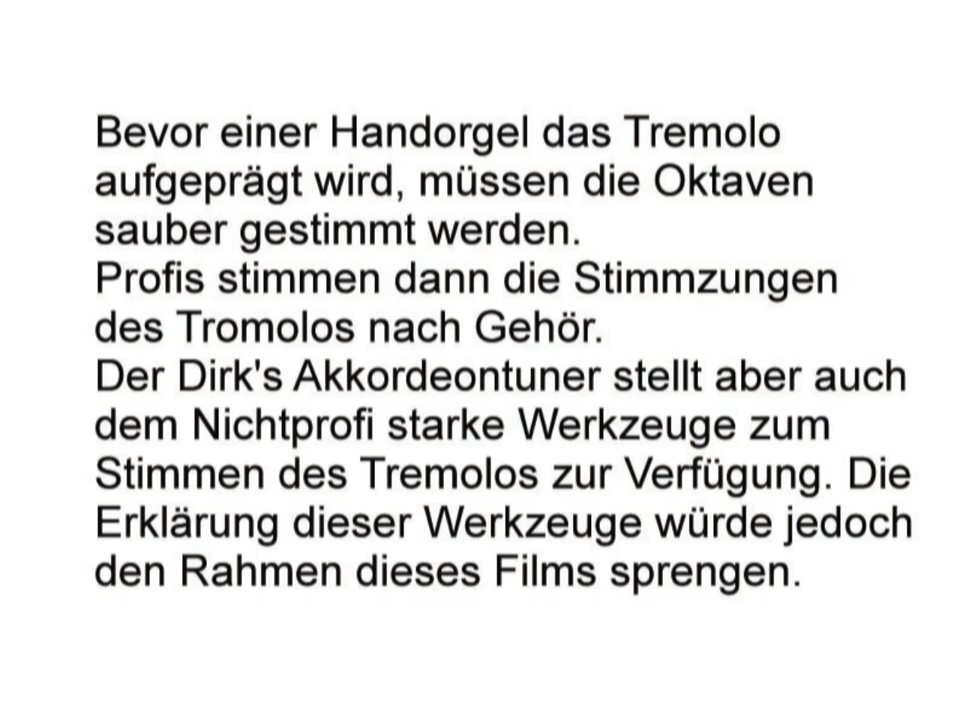 Bevor einer Handorgel das Tremolo
aufgeprägt wird, müssen die Oktaven
sauber gestimmt werden.
Profis stimmen dann die Stimmzungen
des Tromolos nach Gehör.
Der Dirk's Akkordeontuner stellt aber auch
dem Nichtprofi starke Werkzeuge zum
Stimmen des Tremolos zur Verfügung. Die
Erklärung dieser Werkzeuge würde jedoch
den Rahmen dieses Films sprengen.